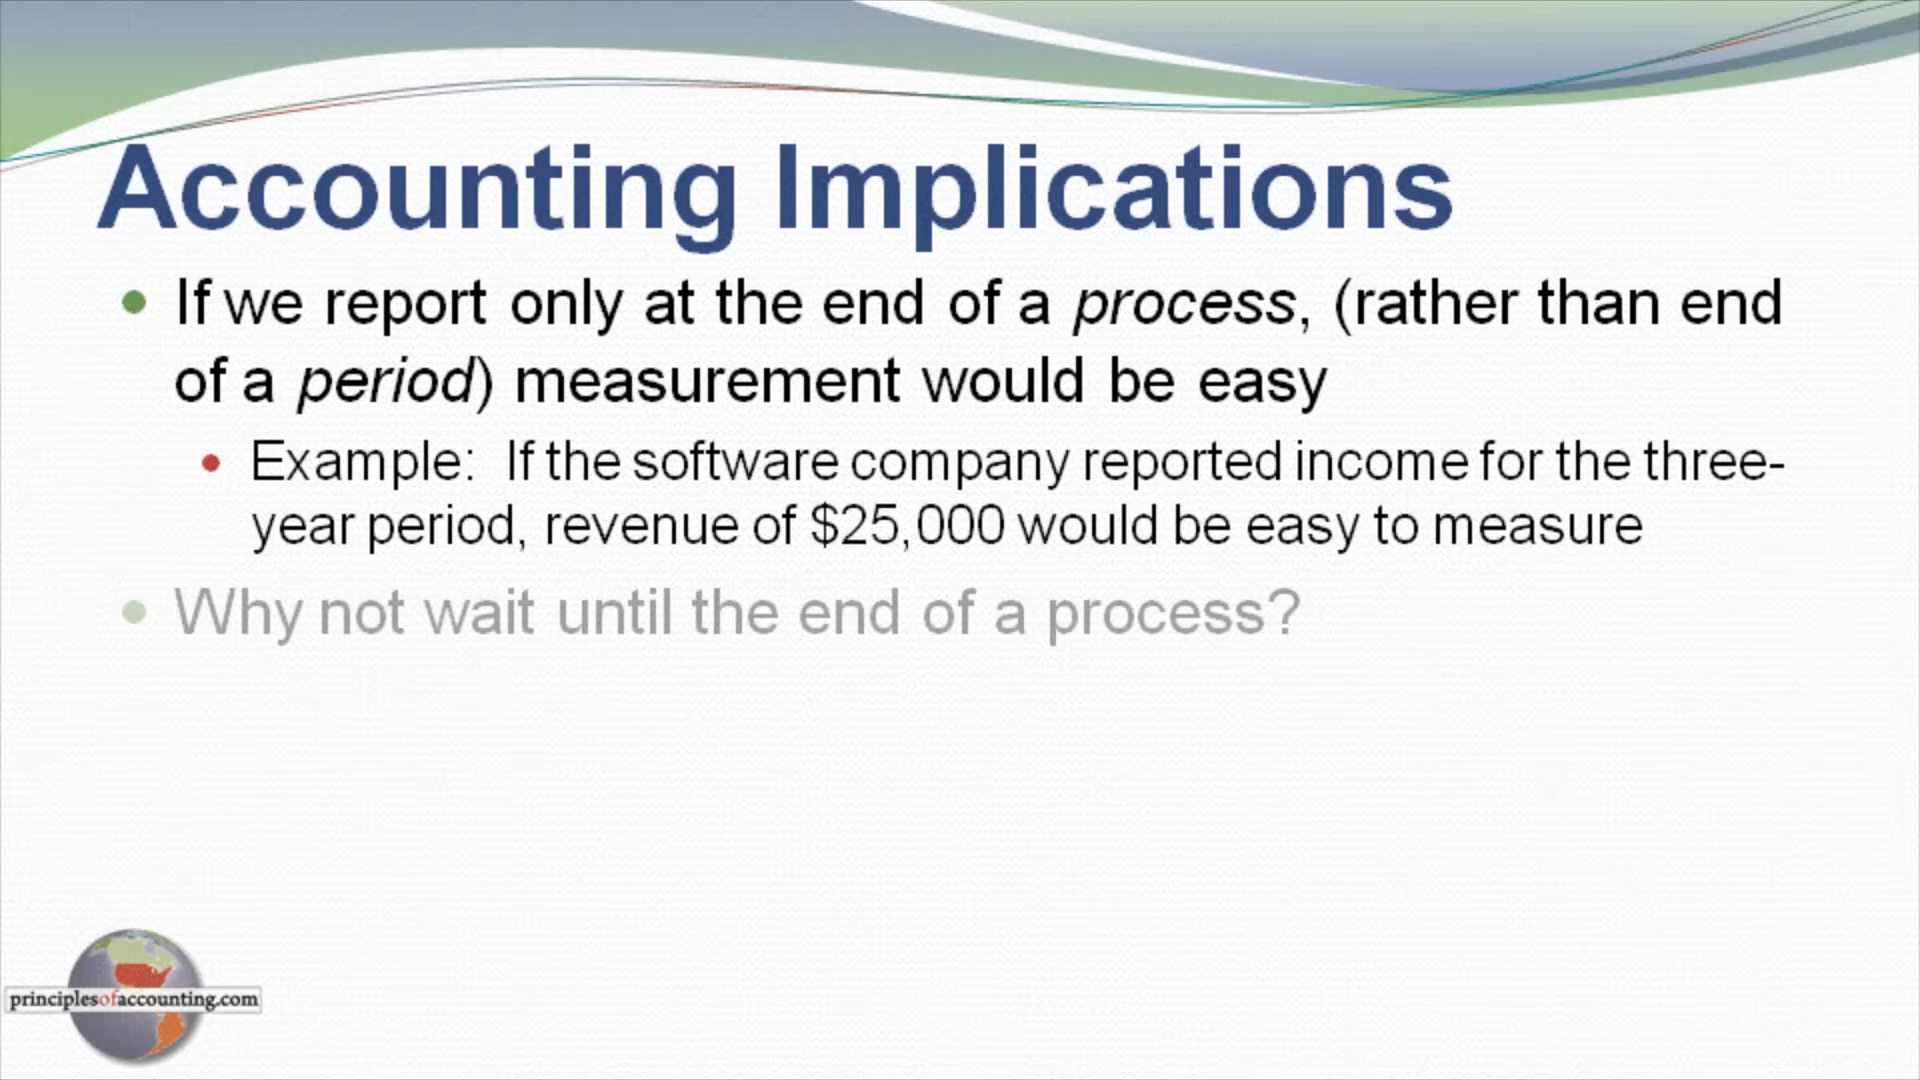 Accounting Implications
• If we report only at the end of a process, (rather than end
of a period) measurement would be easy
• Example: If the software company reported income for the three-
year period, revenue of $25,000 would be easy to measure
• Why not wait until the end of a process?
principlesofaccounting.com